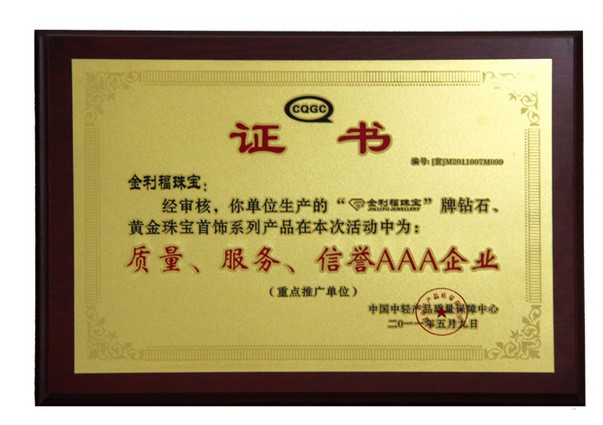 CQGC
证 书
编号:[宣]M2011007M099
金利福珠宝:
经审核，你单位生产的“金利福珠宝 JINLIFU JEWELLERY”牌钻石、
黄金珠宝首饰系列产品在本次活动中为:
质量、服务、信誉AAA企业
(重点推广单位)
中国中轻产品质量保障中心
二0一一年五月九日